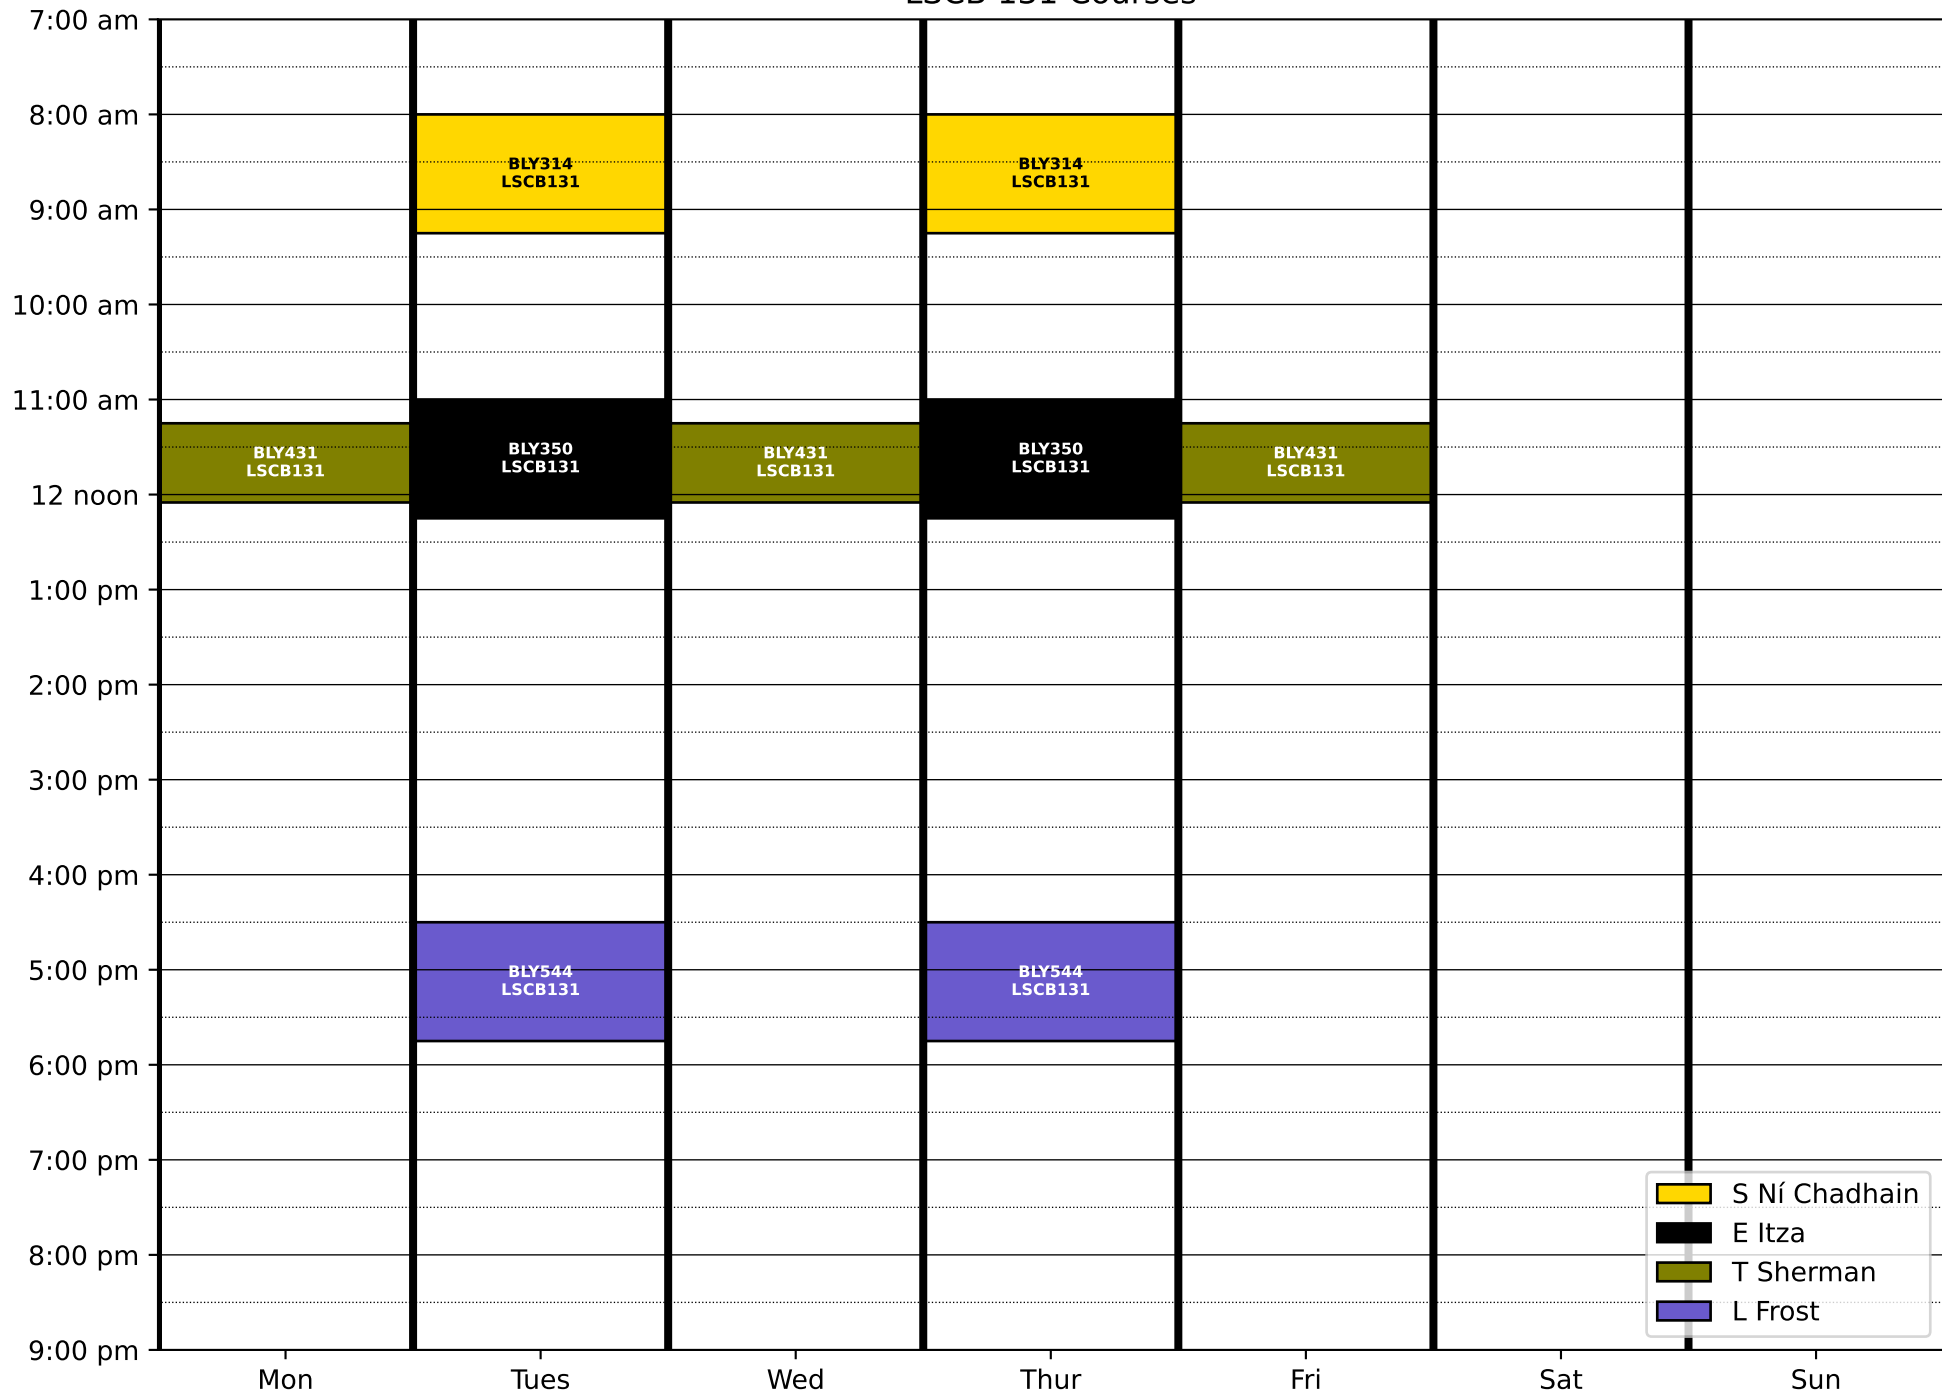 LSCB 131 Courses
7:00 am
8:00 am
BLY314
LSCB131
BLY314
LSCB131
9:00 am
10:00 am
11:00 am
BLY431
LSCB131
BLY350
LSCB131
BLY431
LSCB131
BLY350
LSCB131
BLY431
LSCB131
12 noon
1:00 pm
2:00 pm
3:00 pm
4:00 pm
5:00 pm
BLY544
LSCB131
BLY544
LSCB131
6:00 pm
7:00 pm
8:00 pm
9:00 pm
S Ní Chadhain
E Itza
T Sherman
L Frost
Mon
Tues
Wed
Thur
Fri
Sat
Sun